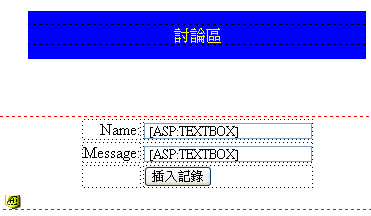 討論區
Name: [ASP:TEXTBOX]
Message: [ASP:TEXTBOX]
插入記錄